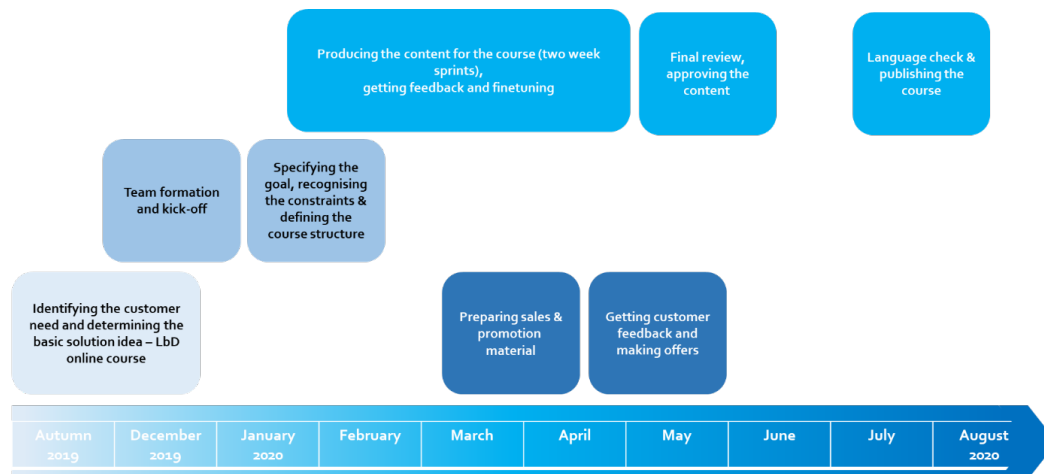 Producing the content for the course (two week
sprints),
getting feedback and finetuning
Final review,
approving the
content
Language check &
publishing the
course
Team formation
and kick-off
Specifying the
goal, recognising
the constraints &
defining the
course structure
Identifying the customer
need and determining the
basic solution idea – LbD
online course
Preparing sales &
promotion
material
Getting customer
feedback and
making offers
Autumn
2019
December
2019
January
2020
February
March
April
May
June
July
August
2020